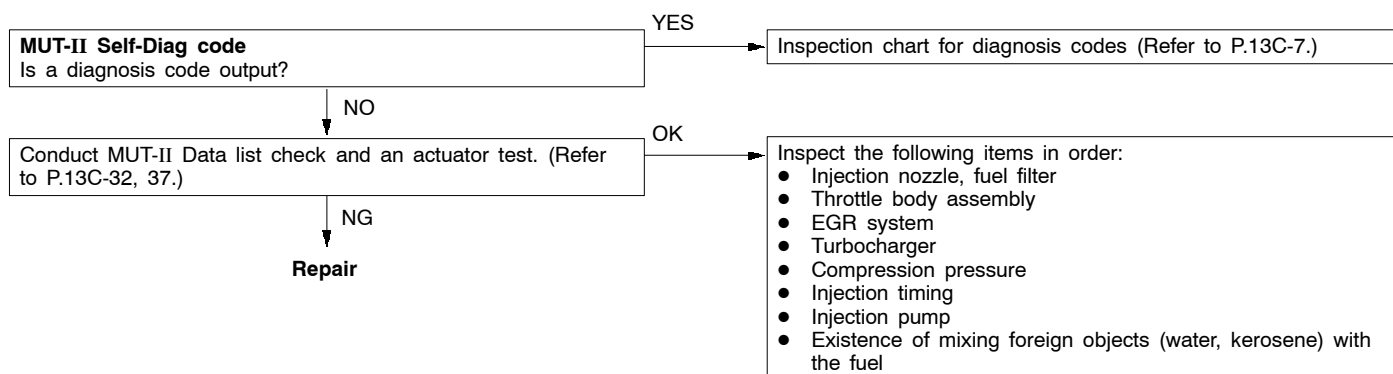 YES
MUT-II Self-Diag code
Is a diagnosis code output?
Inspection chart for diagnosis codes (Refer to P.13C-7.)
NO
OK
Conduct MUT-II Data list check and an actuator test. (Refer
to P.13C-32, 37.)
Inspect the following items in order:
● Injection nozzle, fuel filter
● Throttle body assembly
● EGR system
● Turbocharger
● Compression pressure
● Injection timing
● Injection pump
● Existence of mixing foreign objects (water, kerosene) with
the fuel
NG
Repair